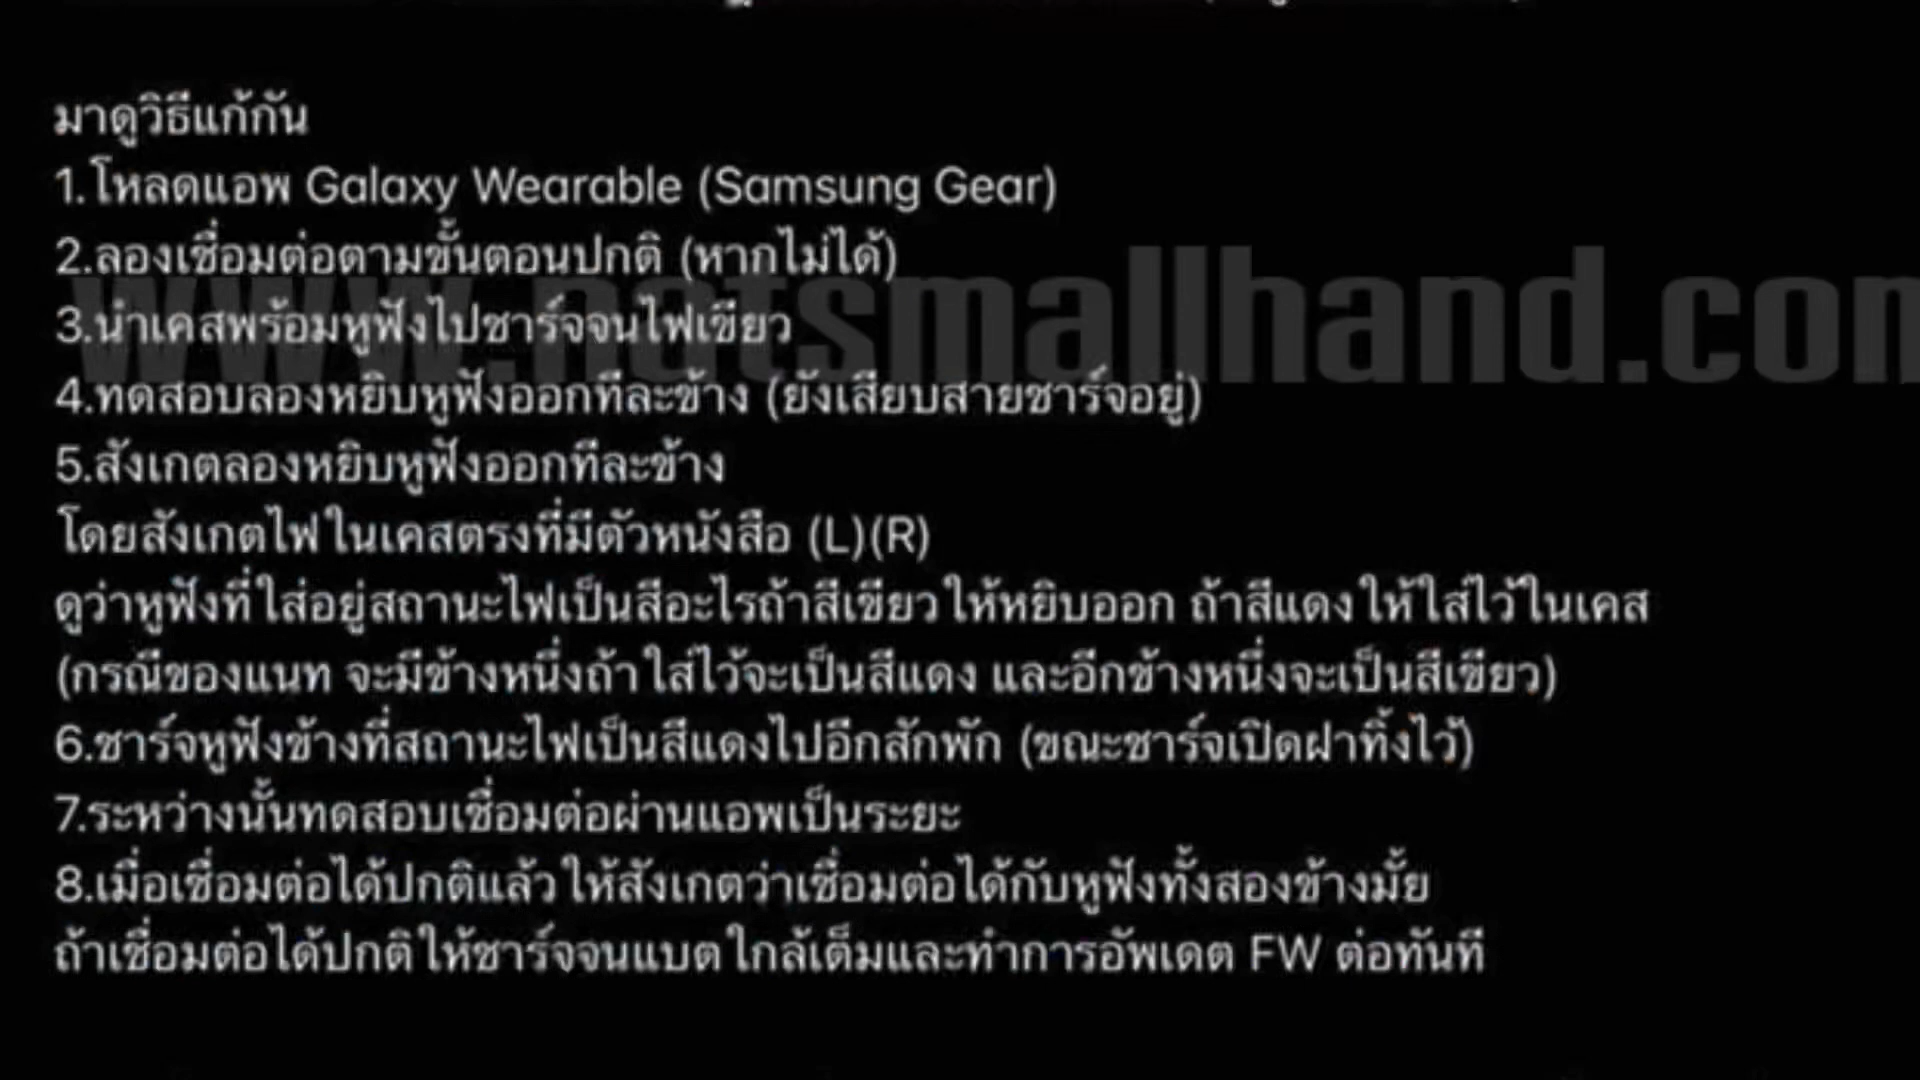 มาดูวิธีแก้กัน
1.โหลดแอพ Galaxy Wearable (Samsung Gear)
2.ลองเชื่อมต่อตามขั้นตอนปกติ (หากไม่ได้)
www.natsmallhand.com
3.นำเคสพร้อมหูฟังไปชาร์จจนไฟเขียว
4.ทดสอบลองหยิบหูฟังออกทีละข้าง (ยังเสียบสายชาร์จอยู่)
5.สังเกตลองหยิบหูฟังออกทีละข้าง
โดยสังเกตไฟในเคสตรงที่มีตัวหนังสือ (L)(R)
ดูว่าหูฟังที่ใส่อยู่สถานะไฟเป็นสีอะไรถ้าสีเขียวให้หยิบออก ถ้าสีแดงให้ใส่ไว้ในเคส
(กรณีของแนท จะมีข้างหนึ่งถ้าใส่ไว้จะเป็นสีแดง และอีกข้างหนึ่งจะเป็นสีเขียว)
6.ชาร์จหูฟังข้างที่สถานะไฟเป็นสีแดงไปอีกสักพัก (ขณะชาร์จเปิดฝาทิ้งไว้)
7.ระหว่างนั้นทดสอบเชื่อมต่อผ่านแอพเป็นระยะ
8.เมื่อเชื่อมต่อได้ปกติแล้วให้สังเกตว่าเชื่อมต่อได้กับหูฟังทั้งสองข้างมั้ย
ถ้าเชื่อมต่อได้ปกติให้ชาร์จจนแบตใกล้เต็มและทำการอัพเดต FW ต่อทันที